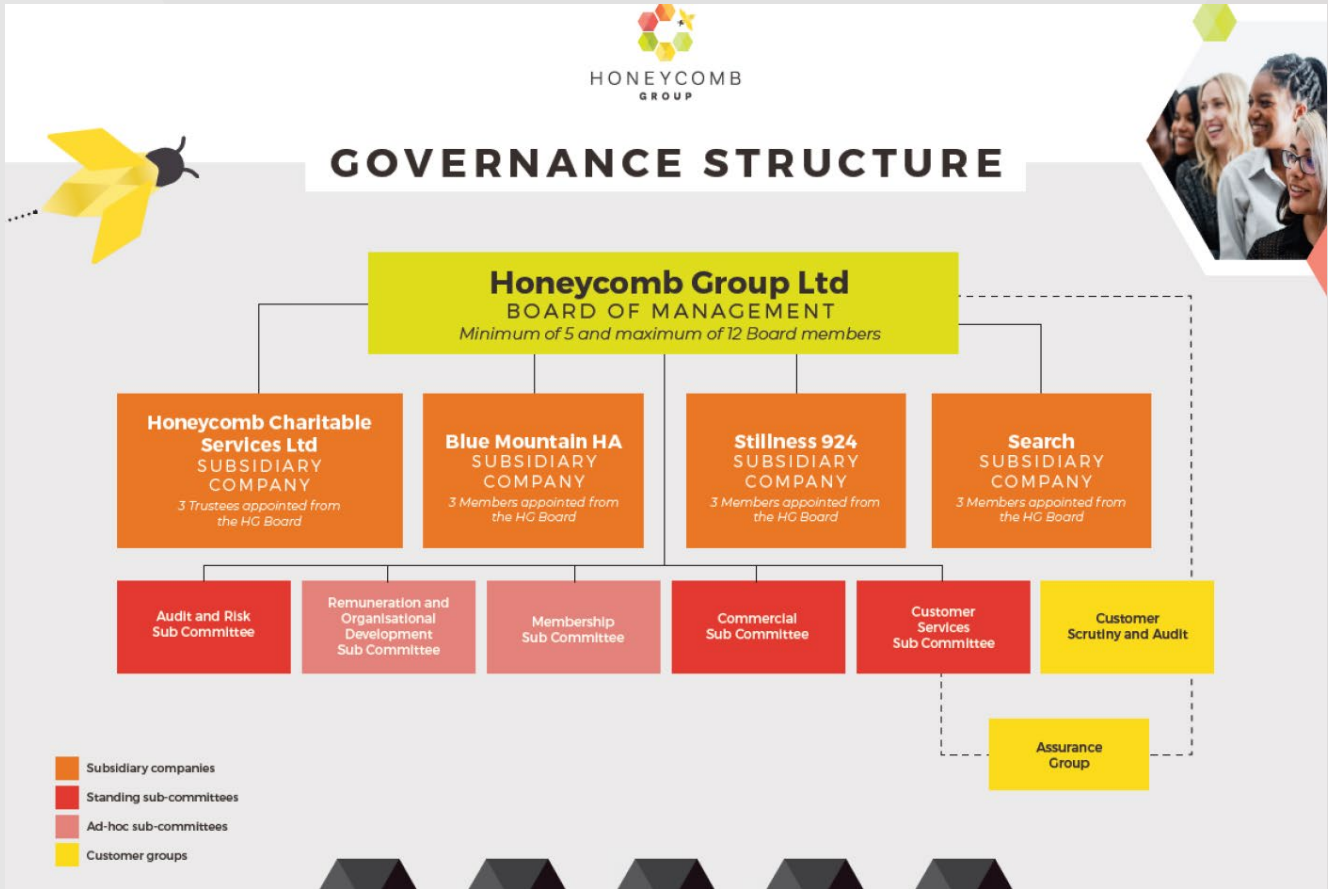 HONEYCOMB
GROUP
GOVERNANCE STRUCTURE
Honeycomb Group Ltd
BOARD OF MANAGEMENT
Minimum of 5 and maximum of 12 Board members
Honeycomb Charitable
Services Ltd
SUBSIDIARY
COMPANY
3 Trustees appointed from
the HG Board
Blue Mountain HA
SUBSIDIARY
COMPANY
3 Members appointed from
the HG Board
Stillness 924
SUBSIDIARY
COMPANY
3 Members appointed from
the HG Board
Search
SUBSIDIARY
COMPANY
3 Members appointed from
the HG Board
Audit and Risk
Sub Committee
Remuneration and
Organisational
Development
Sub Committee
Membership
Sub Committee
Commercial
Sub Committee
Customer
Services
Sub Committee
Customer
Scrutiny and Audit
Assurance
Group
Subsidiary companies
Standing sub-committees
Ad-hoc sub-committees
Customer groups